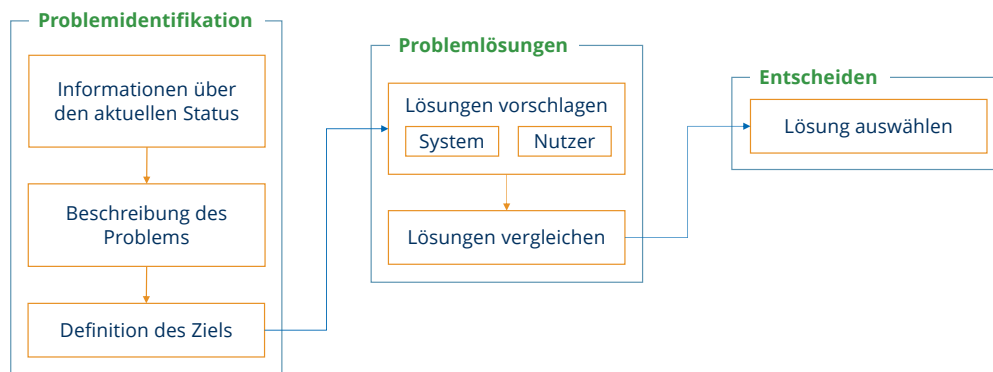 Problemidentifikation
Informationen über
den aktuellen Status
Beschreibung des
Problems
Definition des Ziels
Problemlösungen
Lösungen vorschlagen
System
Nutzer
Lösungen vergleichen
Entscheiden
Lösung auswählen